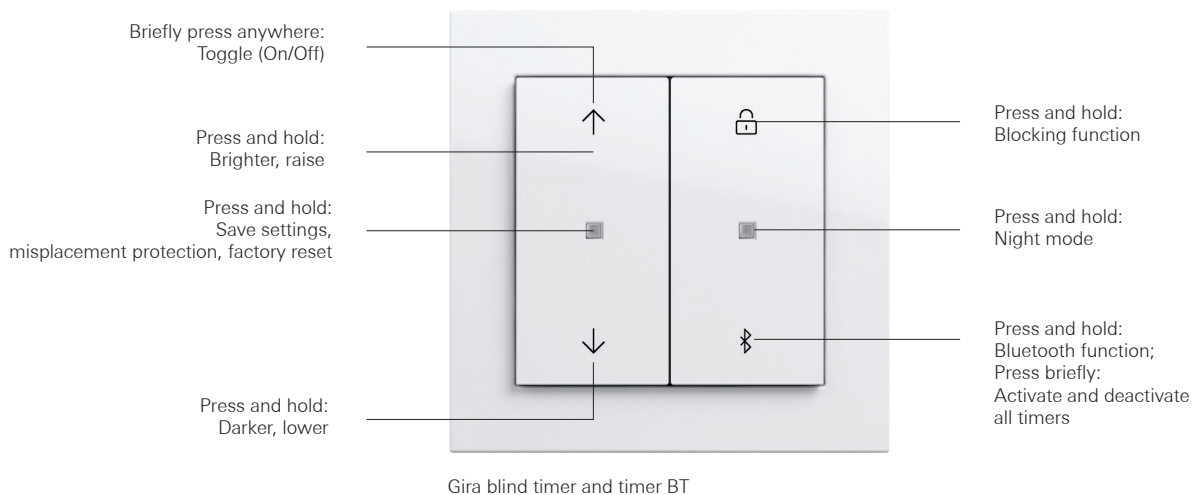 Briefly press anywhere:
Toggle (On/Off)
Press and hold:
Brighter, raise
Press and hold:
Save settings,
misplacement protection, factory reset
Press and hold:
Darker, lower
Press and hold:
Blocking function
Press and hold:
Night mode
Press and hold:
Bluetooth function;
Press briefly:
Activate and deactivate
all timers
Gira blind timer and timer BT